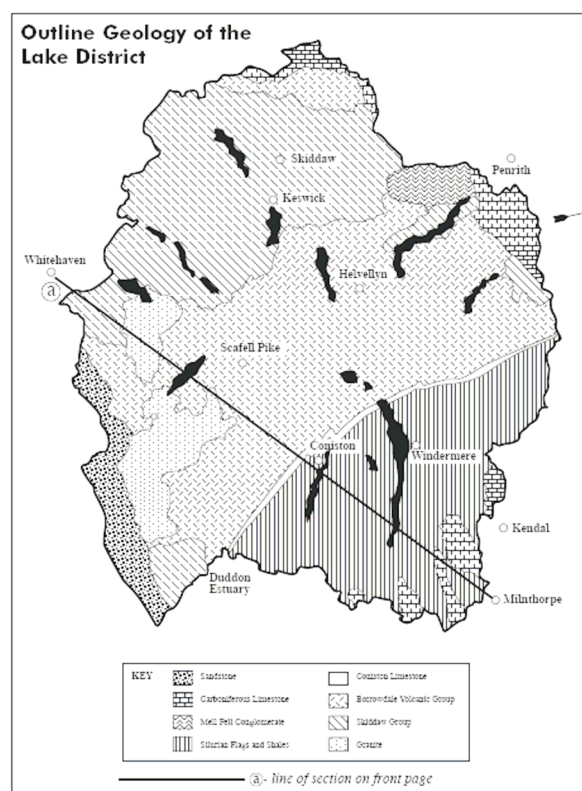 Outline Geology of the
Lake District
Skiddaw
Penrith
Keswick
Whitehaven
Helvellyn
a
Scafell Pike
Coniston
Windermere
Kendal
Duddon
Estuary
Milnthorpe
KEY
Sandstone
Coniston Limestone
Carboniferous Limestone
Borrowdale Volcanic Group
Mell Fell Conglomerate
Skiddaw Group
Silurian Flags and Shales
Granite
a - line of section on front page